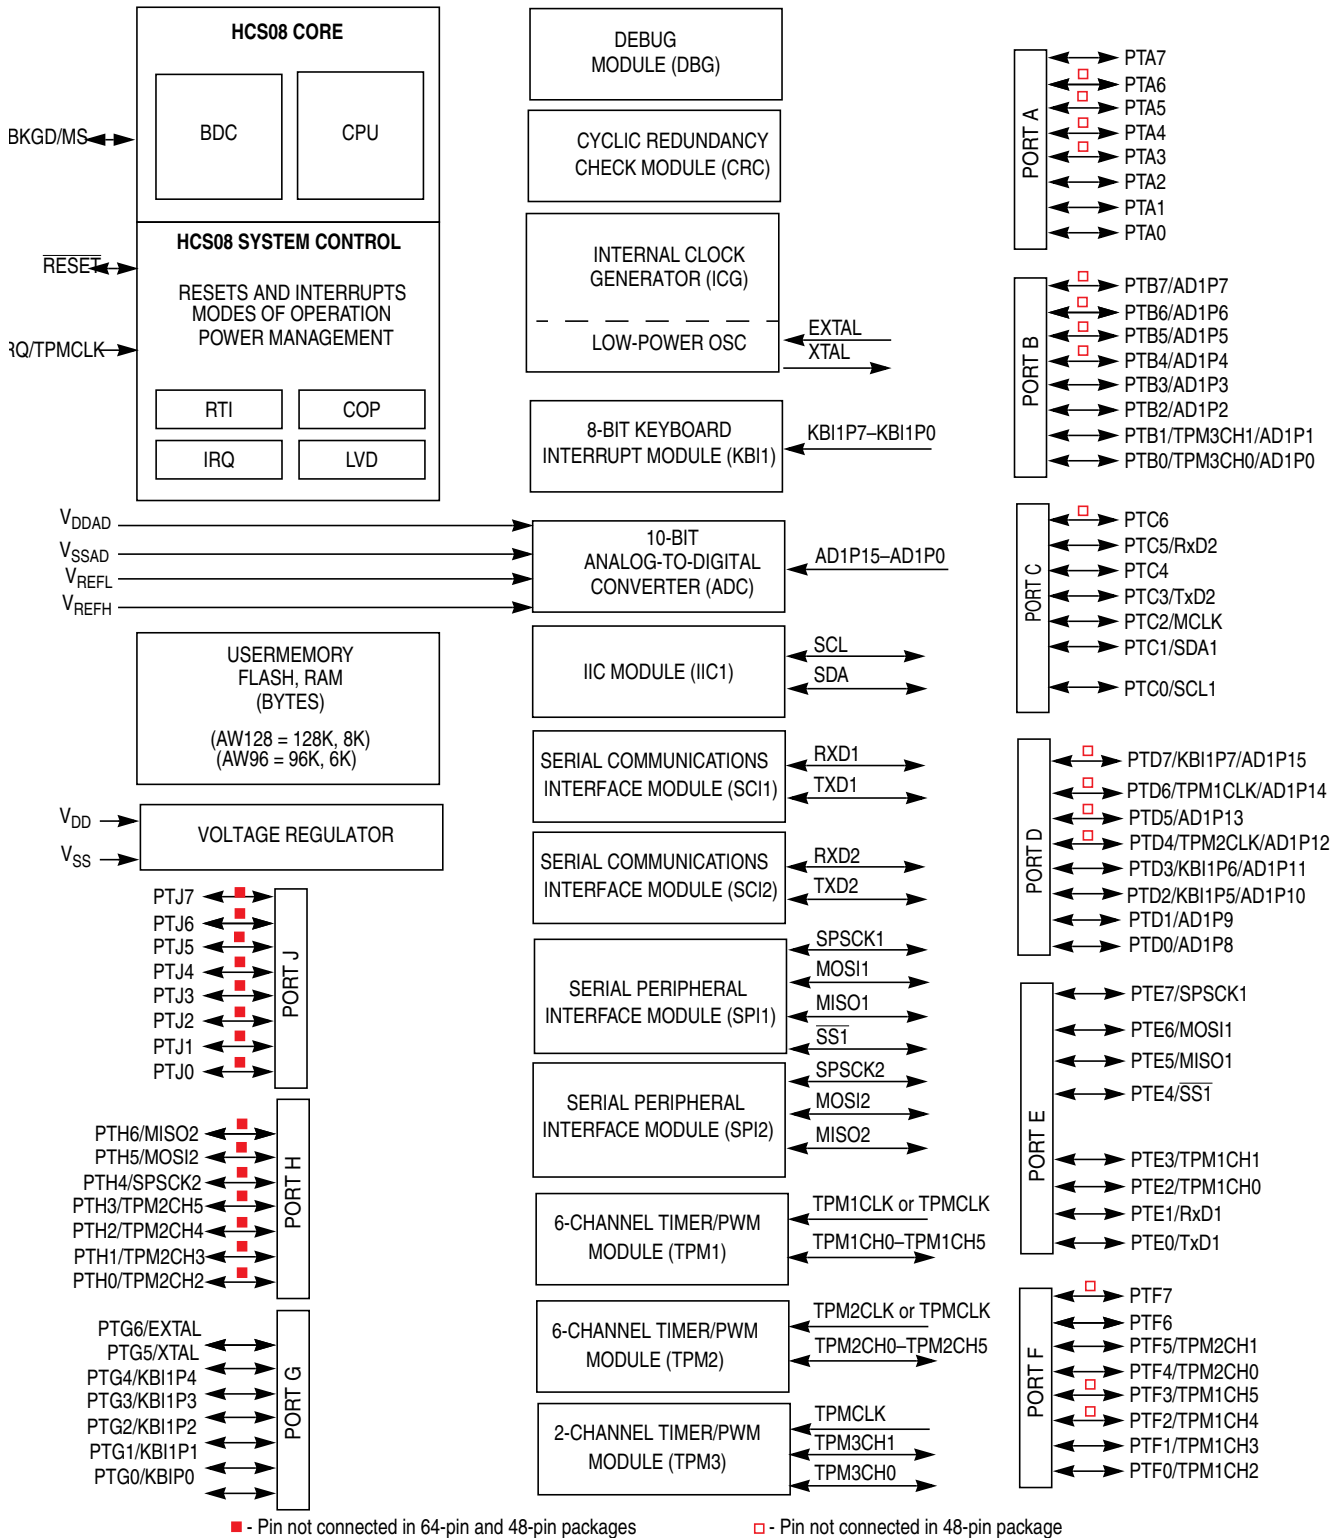 HCS08 CORE
BDC
CPU
BKGD/MS
HCS08 SYSTEM CONTROL
RESET
RESETS AND INTERRUPTS
MODES OF OPERATION
POWER MANAGEMENT
RQ/TPMCLK
RTI
COP
IRQ
LVD
VDDAD
VSSAD
VREFL
VREFH
USERMEMORY
FLASH, RAM
(BYTES)
(AW128 = 128K, 8K)
(AW96 = 96K, 6K)
VDD
VSS
VOLTAGE REGULATOR
PTJ7
PTJ6
PTJ5
PTJ4
PTJ3
PTJ2
PTJ1
PTJ0
PORT J
PTH6/MISO2
PTH5/MOSI2
PTH4/SPSCK2
PTH3/TPM2CH5
PTH2/TPM2CH4
PTH1/TPM2CH3
PTH0/TPM2CH2
PORT H
PTG6/EXTAL
PTG5/XTAL
PTG4/KBI1P4
PTG3/KBI1P3
PTG2/KBI1P2
PTG1/KBI1P1
PTG0/KBIP0
PORT G
DEBUG
MODULE (DBG)
CYCLIC REDUNDANCY
CHECK MODULE (CRC)
INTERNAL CLOCK
GENERATOR (ICG)
LOW-POWER OSC
EXTAL
XTAL
8-BIT KEYBOARD
INTERRUPT MODULE (KBI1)
KBI1P7–KBI1P0
10-BIT
ANALOG-TO-DIGITAL
CONVERTER (ADC)
AD1P15–AD1P0
IIC MODULE (IIC1)
SCL
SDA
SERIAL COMMUNICATIONS
INTERFACE MODULE (SCI1)
RXD1
TXD1
SERIAL COMMUNICATIONS
INTERFACE MODULE (SCI2)
RXD2
TXD2
SERIAL PERIPHERAL
INTERFACE MODULE (SPI1)
SPSCK1
MOSI1
MISO1
SS1
SERIAL PERIPHERAL
INTERFACE MODULE (SPI2)
SPSCK2
MOSI2
MISO2
6-CHANNEL TIMER/PWM
MODULE (TPM1)
TPM1CLK or TPMCLK
TPM1CH0–TPM1CH5
6-CHANNEL TIMER/PWM
MODULE (TPM2)
TPM2CLK or TPMCLK
TPM2CH0–TPM2CH5
2-CHANNEL TIMER/PWM
MODULE (TPM3)
TPMCLK
TPM3CH1
TPM3CH0
PORT A
PTA7
PTA6
PTA5
PTA4
PTA3
PTA2
PTA1
PTA0
PORT B
PTB7/AD1P7
PTB6/AD1P6
PTB5/AD1P5
PTB4/AD1P4
PTB3/AD1P3
PTB2/AD1P2
PTB1/TPM3CH1/AD1P1
PTB0/TPM3CH0/AD1P0
PORT C
PTC6
PTC5/RxD2
PTC4
PTC3/TxD2
PTC2/MCLK
PTC1/SDA1
PTC0/SCL1
PORT D
PTD7/KBI1P7/AD1P15
PTD6/TPM1CLK/AD1P14
PTD5/AD1P13
PTD4/TPM2CLK/AD1P12
PTD3/KBI1P6/AD1P11
PTD2/KBI1P5/AD1P10
PTD1/AD1P9
PTD0/AD1P8
PORT E
PTE7/SPSCK1
PTE6/MOSI1
PTE5/MISO1
PTE4/SS1
PTE3/TPM1CH1
PTE2/TPM1CH0
PTE1/RxD1
PTE0/TxD1
PORT F
PTF7
PTF6
PTF5/TPM2CH1
PTF4/TPM2CH0
PTF3/TPM1CH5
PTF2/TPM1CH4
PTF1/TPM1CH3
PTF0/TPM1CH2
- Pin not connected in 64-pin and 48-pin packages
- Pin not connected in 48-pin package